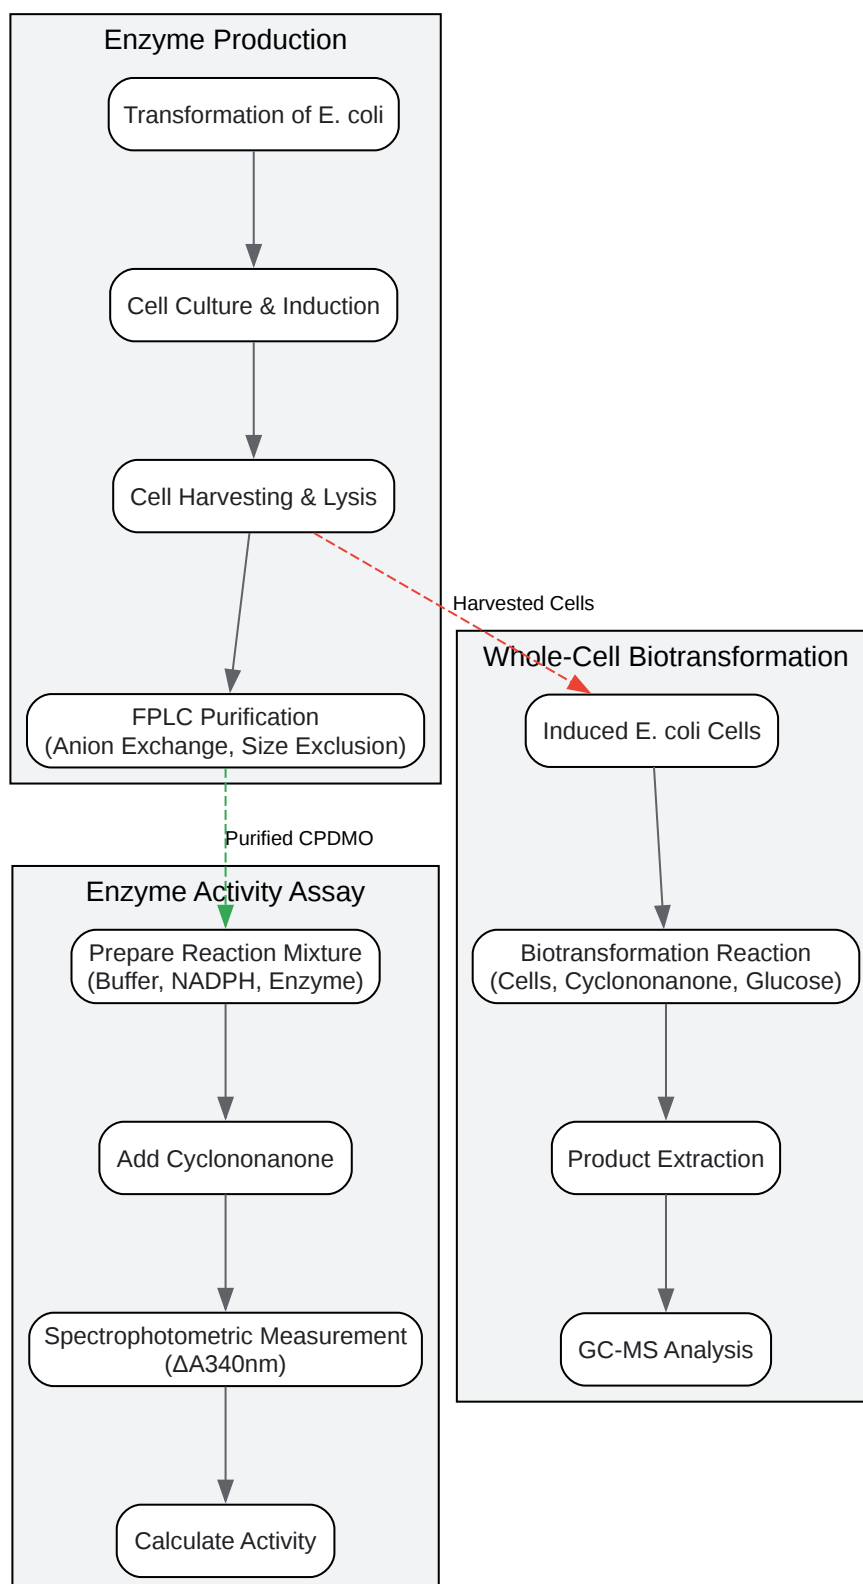 Enzyme Production
Transformation of E. coli
Cell Culture & Induction
Cell Harvesting & Lysis
Harvested Cells
FPLC Purification
(Anion Exchange, Size Exclusion)
Purified CPDMO
Enzyme Activity Assay
Prepare Reaction Mixture
(Buffer, NADPH, Enzyme)
Add Cyclononanone
Spectrophotometric Measurement
(ΔA340nm)
Calculate Activity
Whole-Cell Biotransformation
Induced E. coli Cells
Biotransformation Reaction
(Cells, Cyclononanone, Glucose)
Product Extraction
GC-MS Analysis